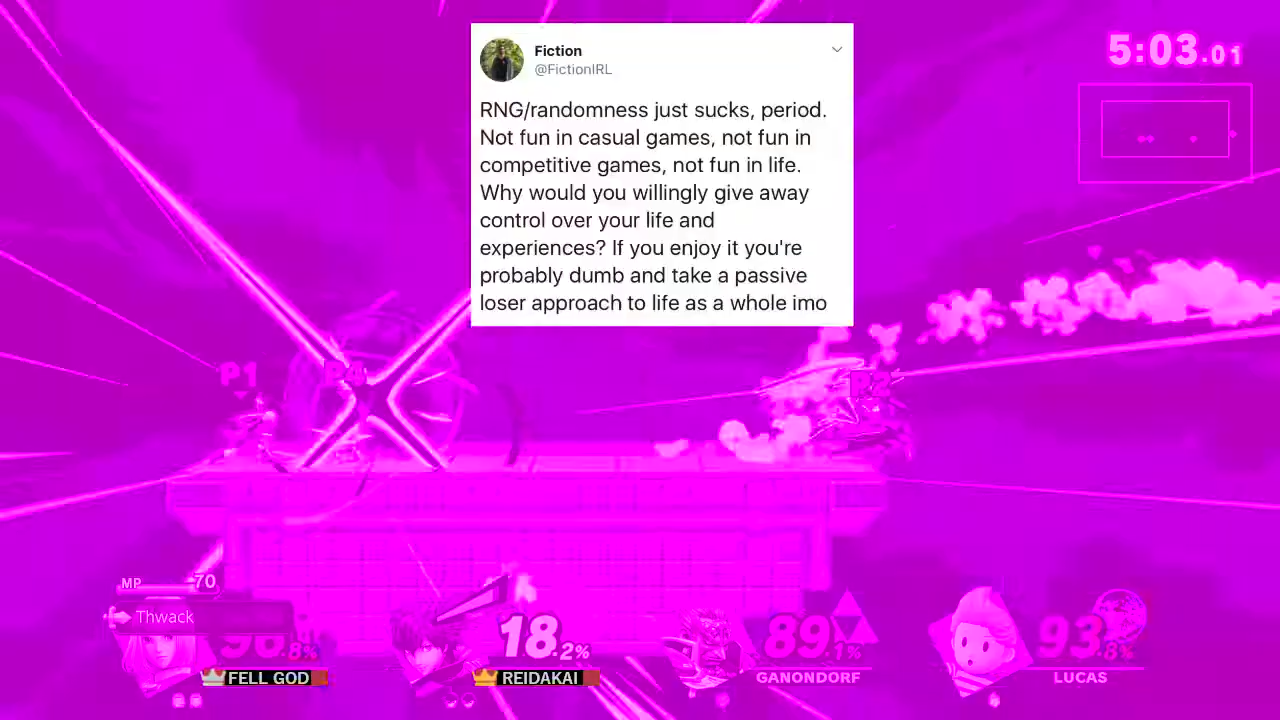 Fiction
@FictionIRL
RNG/randomness just sucks, period.
Not fun in casual games, not fun in
competitive games, not fun in life.
Why would you willingly give away
control over your life and
experiences? If you enjoy it you're
probably dumb and take a passive
loser approach to life as a whole imo
5:03.01
P1
P4
P2
MP 70
Thwack
18.2%
89.1%
93.8%
FELL GOD
REIDAKAI
GANONDORF
LUCAS